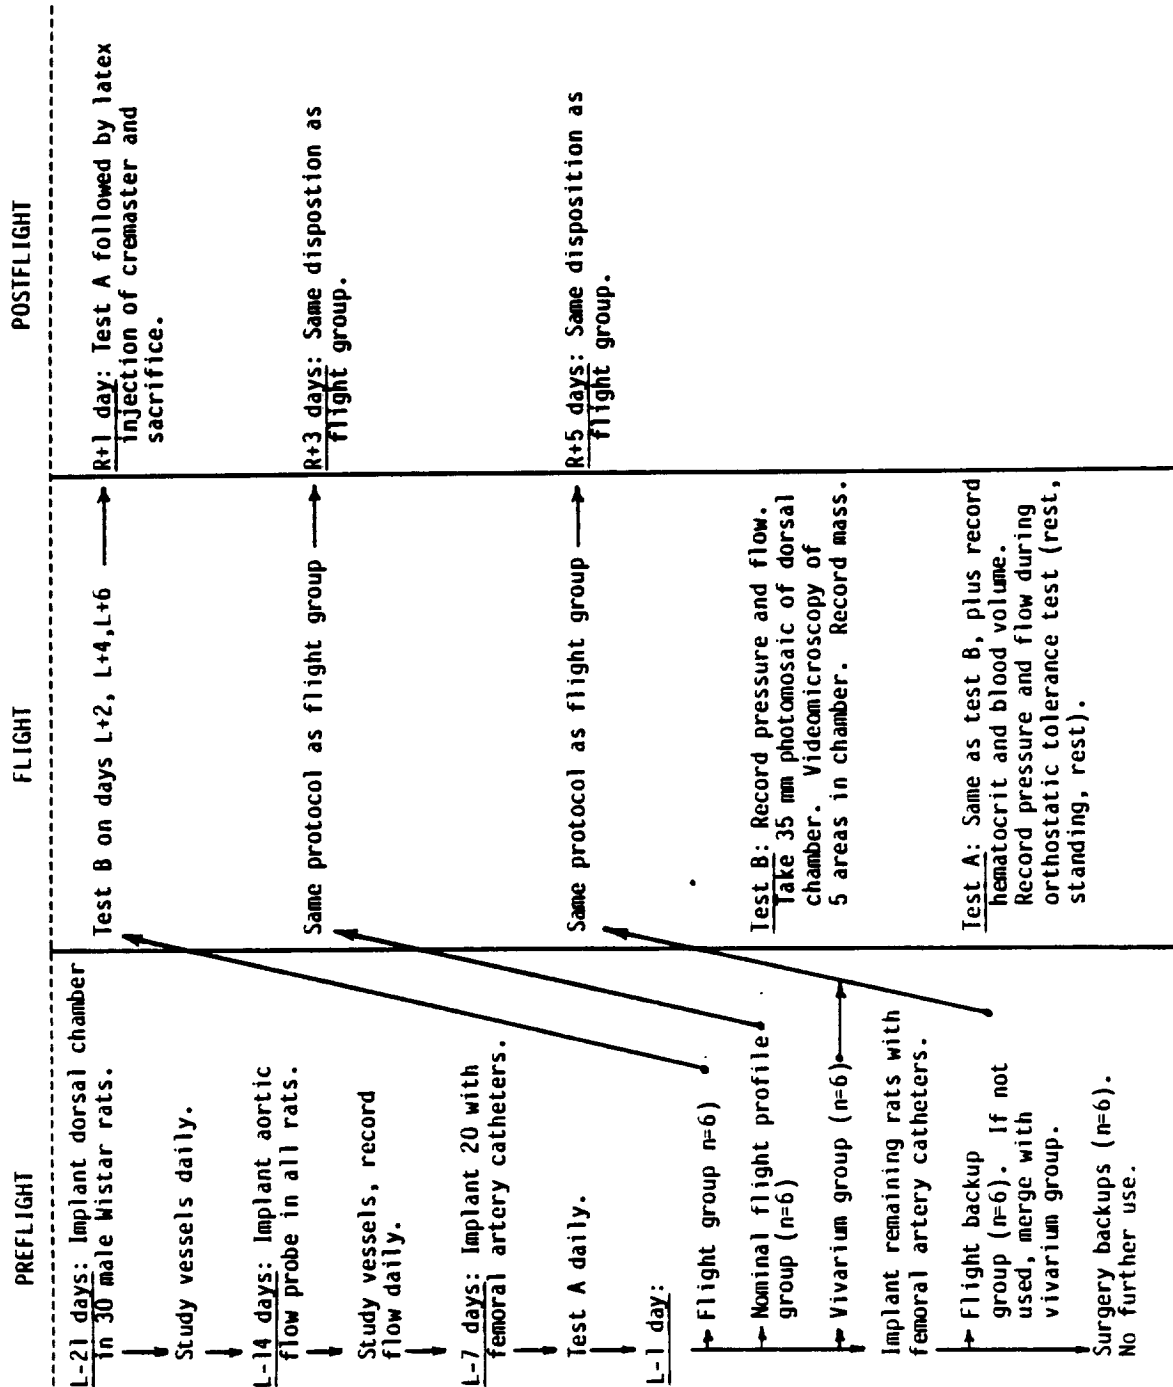 PREFLIGHT
L-21 days: Implant dorsal chamber
in 30 male Wistar rats.
Study vessels daily.
L-14 days: Implant aortic
flow probe in all rats.
Study vessels, record
flow daily.
L-7 days: Implant 20 with
femoral artery catheters.
Test A daily.
L-1 day:
Flight group n=6)
Nominal flight profile
group (n=6)
Vivarium group (n=6)
Implant remaining rats with
femoral artery catheters.
Flight backup
group (n=6). If not
used, merge with
vivarium group.
Surgery backups (n=6).
No further use.
FLIGHT
Test B on days L+2, L+4,L+6
Same protocol as flight group
Same protocol as flight group
Test B: Record pressure and flow.
Take 35 mm photomosaic of dorsal
chamber. Videomicroscopy of
5 areas in chamber. Record mass.
Test A: Same as test B, plus record
hematocrit and blood volume.
Record pressure and flow during
orthostatic tolerance test (rest,
standing, rest).
POSTFLIGHT
R+1 day: Test A followed by latex
injection of cremaster and
sacrifice.
R+3 days: Same dispostion as
flight group.
R+5 days: Same disposition as
flight group.